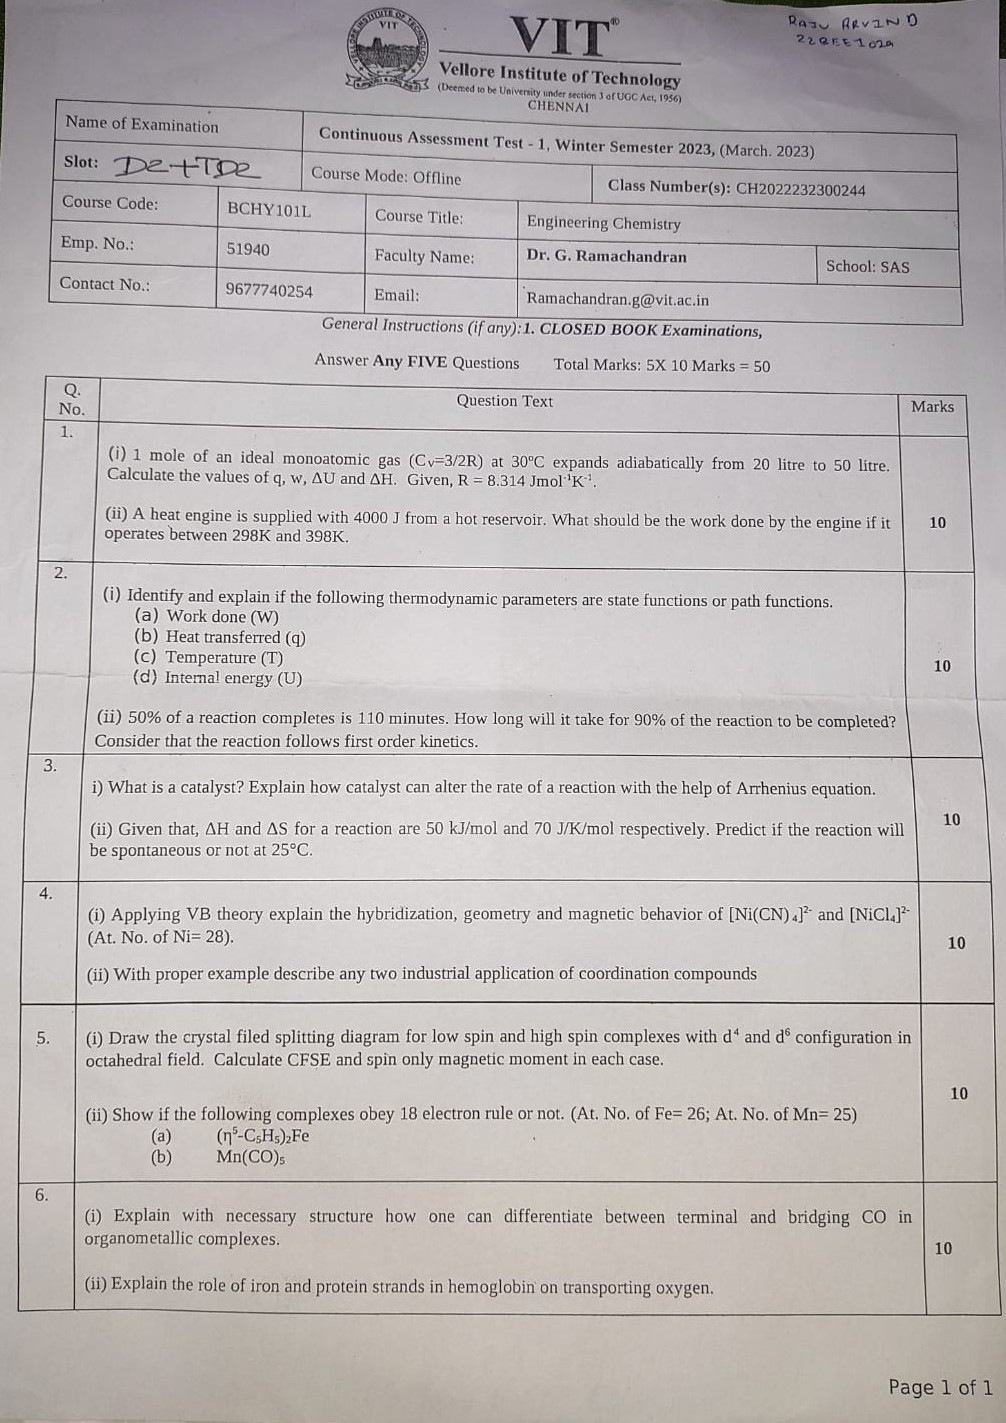 VIT®
RAJU ARVIND
Vellore Institute of Technology
(Deemed to be University under section 3 of UGC Act, 1956)
CHENNAI
Name of Examination
Continuous Assessment Test - 1, Winter Semester 2023, (March. 2023)
Slot: D2+TD2
Course Mode: Offline
Class Number(s): CH2022232300244
Course Code:
BCHY101L
Course Title:
Engineering Chemistry
Emp. No.:
51940
Faculty Name:
Dr. G. Ramachandran
School: SAS
Contact No.:
9677740254
Email:
Ramachandran.g@vit.ac.in
General Instructions (if any):1. CLOSED BOOK Examinations,
Answer Any FIVE Questions Total Marks: 5X 10 Marks = 50
Q. No.
Question Text
Marks
1.
(i) 1 mole of an ideal monoatomic gas (Cv=3/2R) at 30°C expands adiabatically from 20 litre to 50 litre.
Calculate the values of q, w, ΔU and ΔH. Given, R = 8.314 Jmol⁻¹K⁻¹.
(ii) A heat engine is supplied with 4000 J from a hot reservoir. What should be the work done by the engine if it
operates between 298K and 398K.
10
2.
(i) Identify and explain if the following thermodynamic parameters are state functions or path functions.
(a) Work done (W)
(b) Heat transferred (q)
(c) Temperature (T)
(d) Internal energy (U)
10
(ii) 50% of a reaction completes is 110 minutes. How long will it take for 90% of the reaction to be completed?
Consider that the reaction follows first order kinetics.
3.
i) What is a catalyst? Explain how catalyst can alter the rate of a reaction with the help of Arrhenius equation.
(ii) Given that, ΔH and ΔS for a reaction are 50 kJ/mol and 70 J/K/mol respectively. Predict if the reaction will
be spontaneous or not at 25°C.
10
4.
(i) Applying VB theory explain the hybridization, geometry and magnetic behavior of [Ni(CN)₄]²⁻ and [NiCl₄]²⁻
(At. No. of Ni= 28).
(ii) With proper example describe any two industrial application of coordination compounds
10
5.
(i) Draw the crystal filed splitting diagram for low spin and high spin complexes with d⁴ and d⁶ configuration in
octahedral field. Calculate CFSE and spin only magnetic moment in each case.
(ii) Show if the following complexes obey 18 electron rule or not. (At. No. of Fe= 26; At. No. of Mn= 25)
(a) (η⁵-C₅H₅)₂Fe
(b) Mn(CO)₅
10
6.
(i) Explain with necessary structure how one can differentiate between terminal and bridging CO in
organometallic complexes.
(ii) Explain the role of iron and protein strands in hemoglobin on transporting oxygen.
10
Page 1 of 1